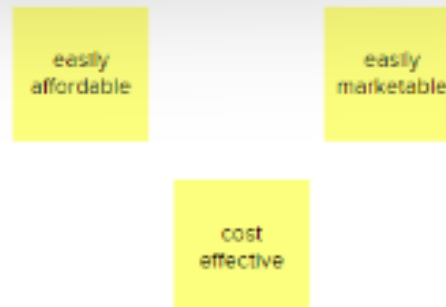 easily
affordable
easily
marketable
cost
effective